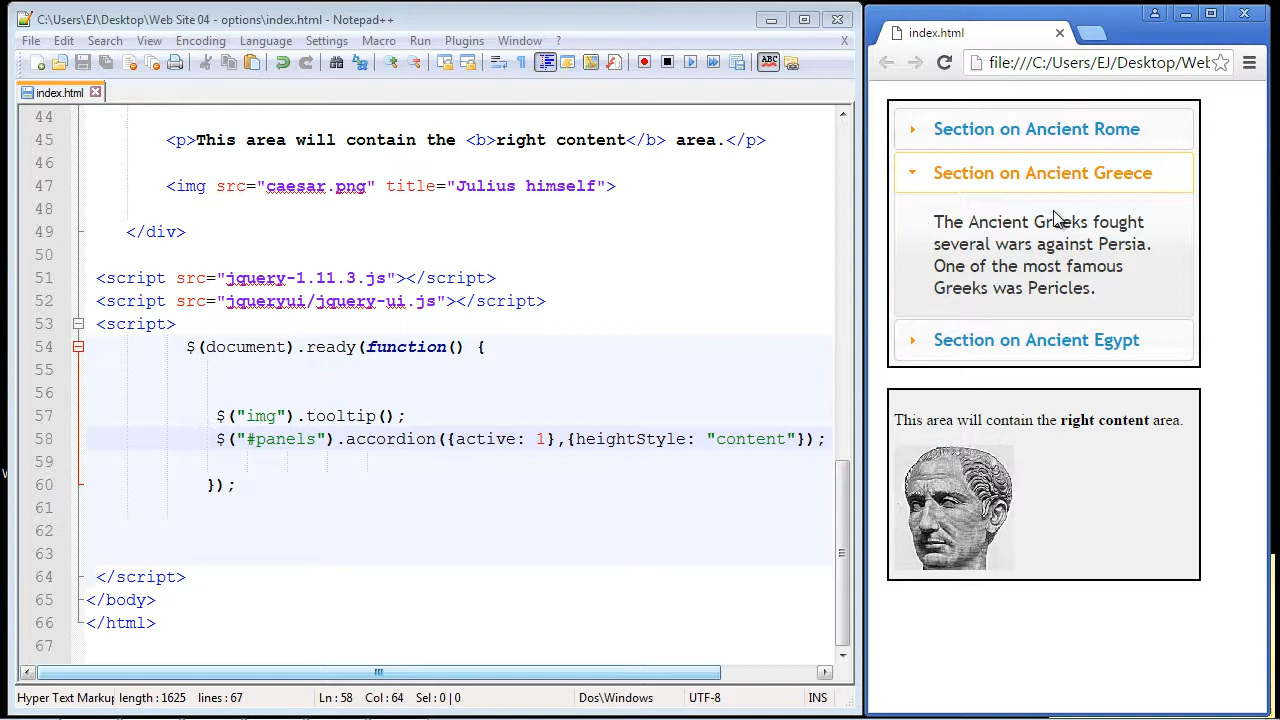 C:\Users\EJ\Desktop\Web Site 04 - options\index.html - Notepad++
File Edit Search View Encoding Language Settings Macro Run Plugins Window ? X
index.html
44
45 <p>This area will contain the <b>right content</b> area.</p>
46
47 <img src="caesar.png" title="Julius himself">
48
49 </div>
50
51 <script src="jquery-1.11.3.js"></script>
52 <script src="jqueryui/jquery-ui.js"></script>
53 <script>
54 $(document).ready(function() {
55
56
57 $("img").tooltip();
58 $("#panels").accordion({active: 1},{heightStyle: "content"});
59
60 });
61
62
63
64 </script>
65 </body>
66 </html>
67
Hyper Text Markup length : 1625 lines : 67 Ln : 58 Col : 64 Sel : 0 | 0 Dos\Windows UTF-8 INS
index.html
file:///C:/Users/EJ/Desktop/Web
Section on Ancient Rome
Section on Ancient Greece
The Ancient Greeks fought
several wars against Persia.
One of the most famous
Greeks was Pericles.
Section on Ancient Egypt
This area will contain the right content area.